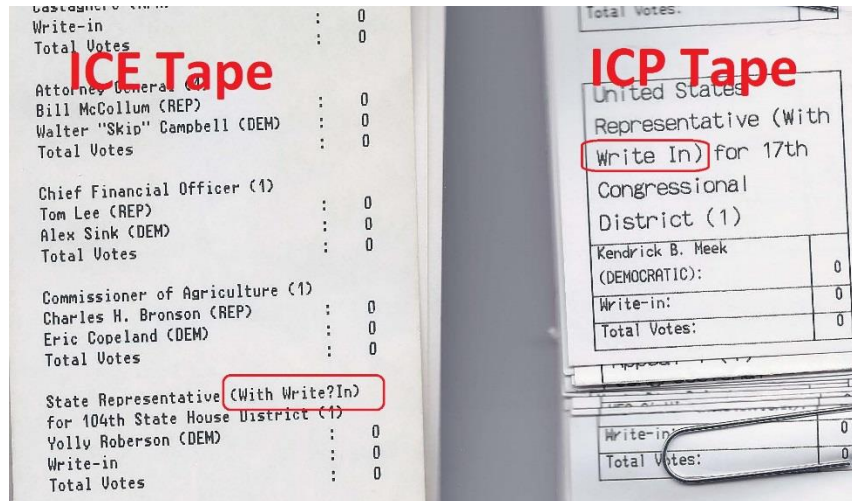 Write-in : 0
Total Votes : 0
ICE Tape
Attorney General (1)
Bill McCollum (REP) : 0
Walter "Skip" Campbell (DEM) : 0
Total Votes : 0
Chief Financial Officer (1)
Tom Lee (REP) : 0
Alex Sink (DEM) : 0
Total Votes : 0
Commissioner of Agriculture (1)
Charles H. Bronson (REP) : 0
Eric Copeland (DEM) : 0
Total Votes : 0
State Representative (With Write?In)
for 104th State House District (1)
Yolly Roberson (DEM) : 0
Write-in : 0
Total Votes : 0
Total Votes:
ICP Tape
United States
Representative (With
Write In) for 17th
Congressional
District (1)
Kendrick B. Meek
(DEMOCRATIC): 0
Write-in: 0
Total Votes: 0
Write-in: 0
Total Votes: 0